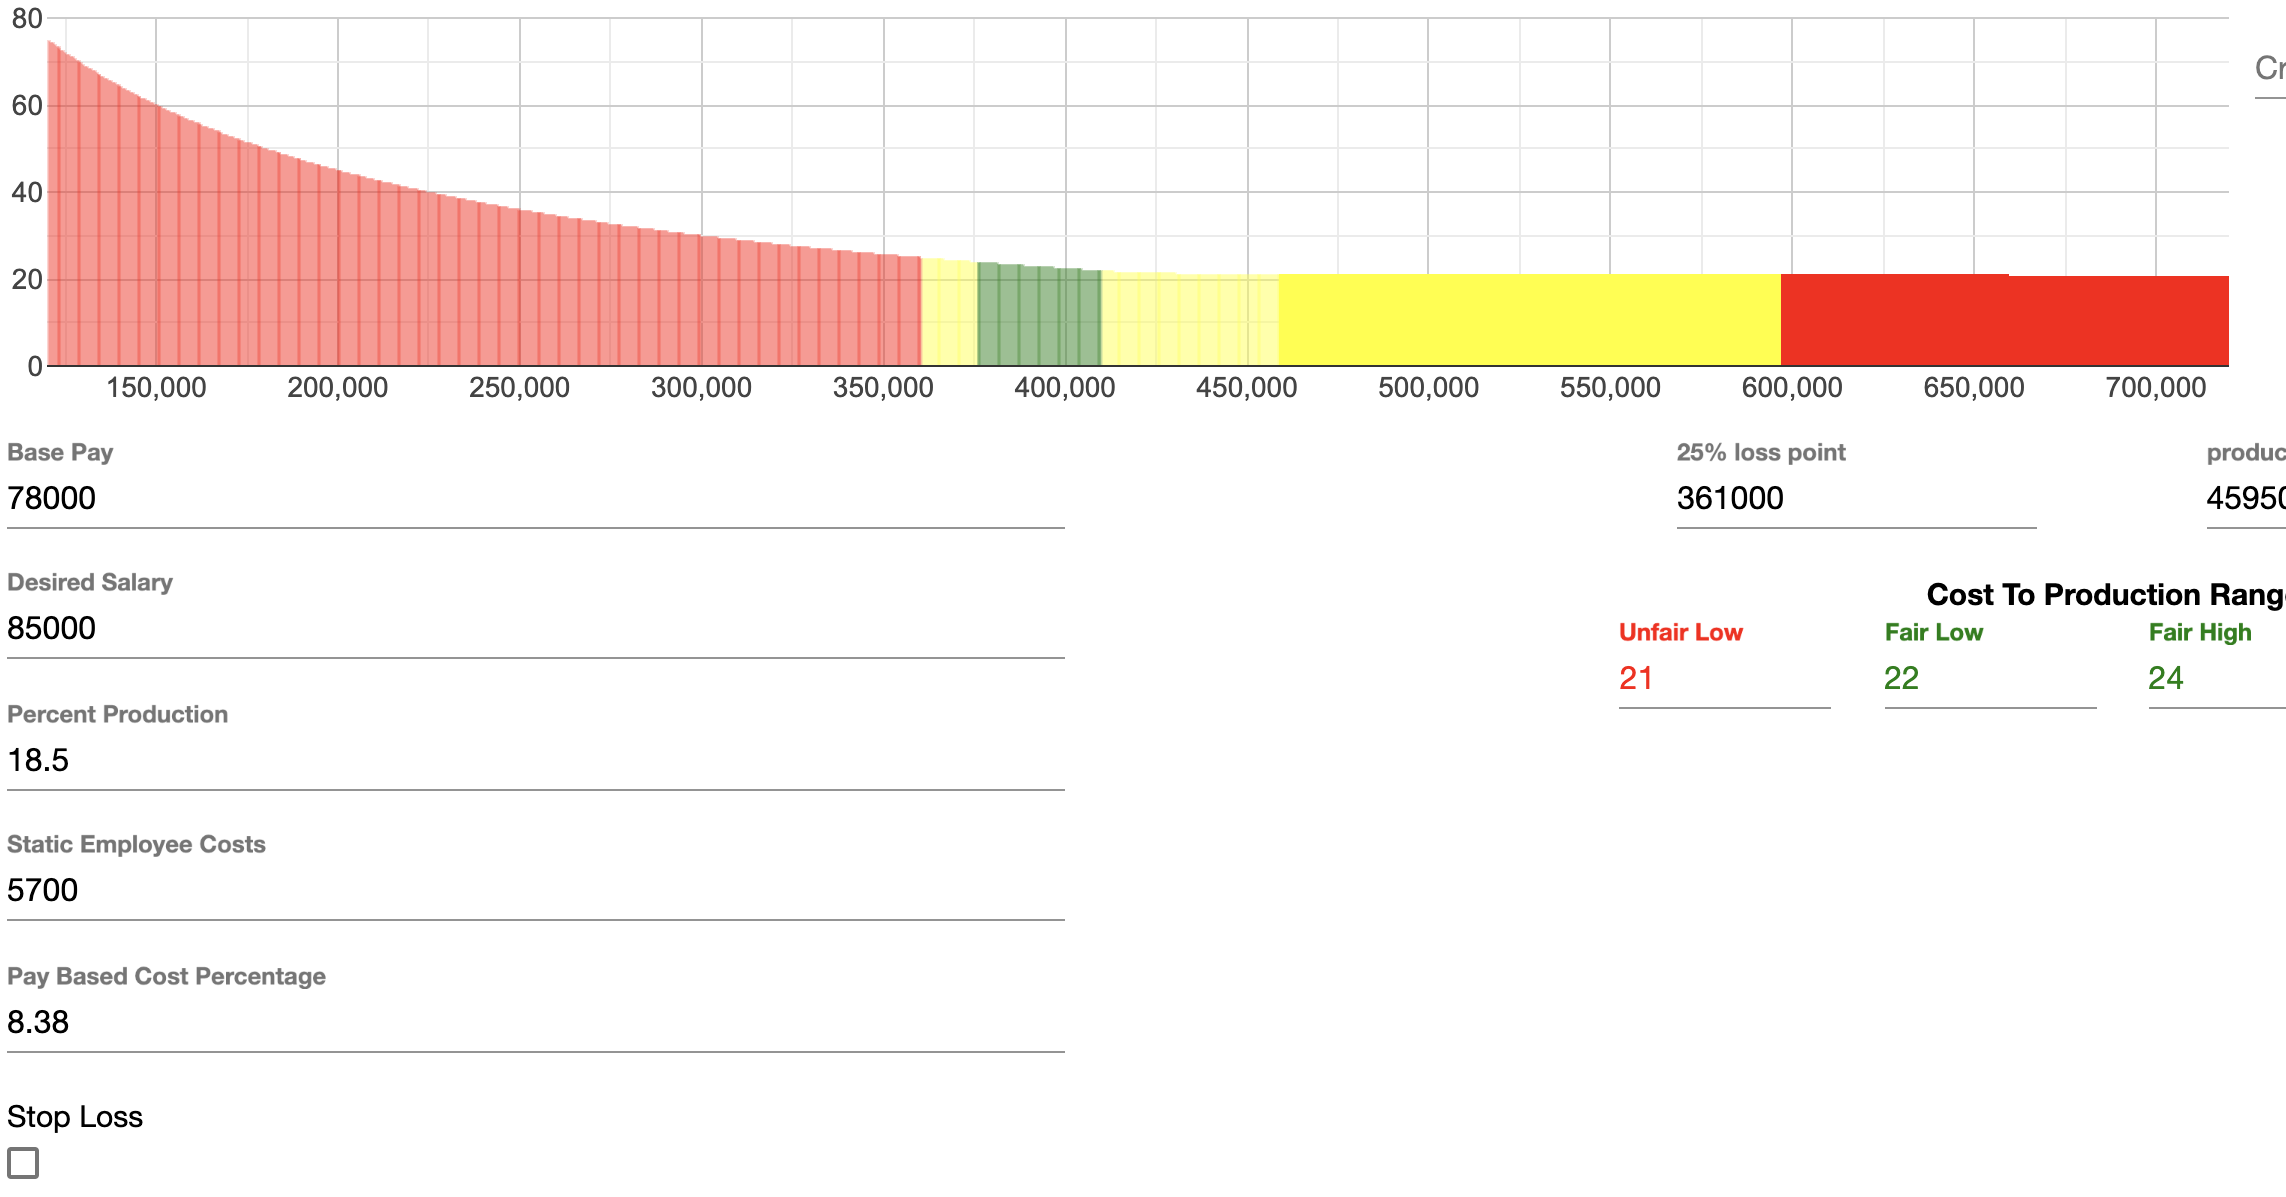 80
60
40
20
0
150,000 200,000 250,000 300,000 350,000 400,000 450,000 500,000 550,000 600,000 650,000 700,000
Cr
Base Pay
78000
25% loss point
361000
produc
4595
Desired Salary
85000
Cost To Production Rang
Unfair Low
21
Fair Low
22
Fair High
24
Percent Production
18.5
Static Employee Costs
5700
Pay Based Cost Percentage
8.38
Stop Loss